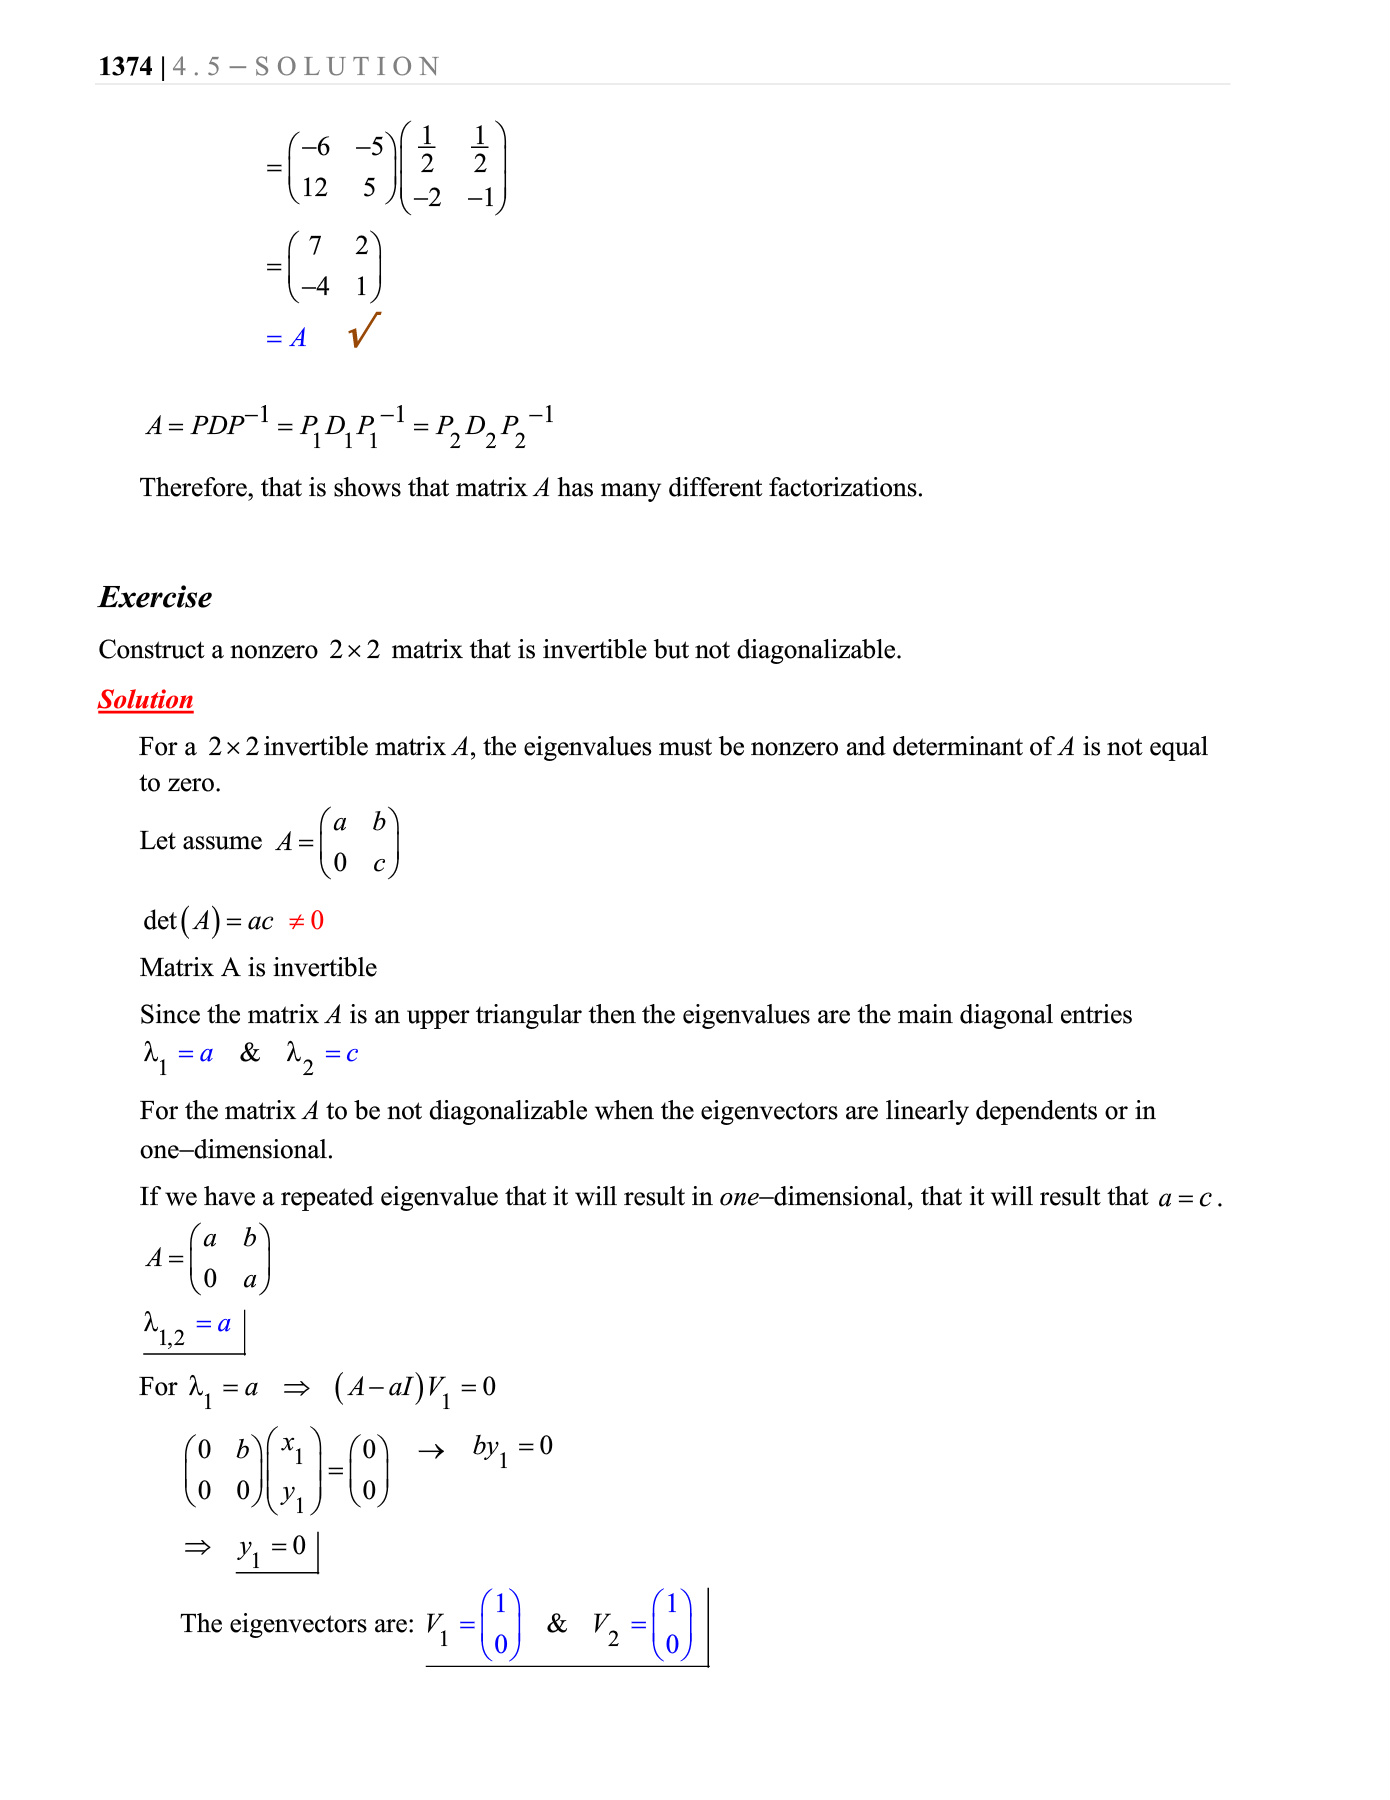 1374 | 4.5 – SOLUTION
= \begin{pmatrix} -6 & -5 \\ 12 & 5 \end{pmatrix} \begin{pmatrix} \frac{1}{2} & \frac{1}{2} \\ -2 & -1 \end{pmatrix}
= \begin{pmatrix} 7 & 2 \\ -4 & 1 \end{pmatrix}
= A √
A = PDP^{-1} = P_1 D_1 P_1^{-1} = P_2 D_2 P_2^{-1}
Therefore, that is shows that matrix A has many different factorizations.
Exercise
Construct a nonzero 2×2 matrix that is invertible but not diagonalizable.
Solution
For a 2×2 invertible matrix A, the eigenvalues must be nonzero and determinant of A is not equal
to zero.
Let assume A = \begin{pmatrix} a & b \\ 0 & c \end{pmatrix}
det(A) = ac ≠ 0
Matrix A is invertible
Since the matrix A is an upper triangular then the eigenvalues are the main diagonal entries
λ_1 = a & λ_2 = c
For the matrix A to be not diagonalizable when the eigenvectors are linearly dependents or in
one–dimensional.
If we have a repeated eigenvalue that it will result in one–dimensional, that it will result that a = c.
A = \begin{pmatrix} a & b \\ 0 & a \end{pmatrix}
λ_{1,2} = a
For λ_1 = a ⇒ (A − aI)V_1 = 0
\begin{pmatrix} 0 & b \\ 0 & 0 \end{pmatrix} \begin{pmatrix} x_1 \\ y_1 \end{pmatrix} = \begin{pmatrix} 0 \\ 0 \end{pmatrix} → by_1 = 0
⇒ y_1 = 0
The eigenvectors are: V_1 = \begin{pmatrix} 1 \\ 0 \end{pmatrix} & V_2 = \begin{pmatrix} 1 \\ 0 \end{pmatrix}